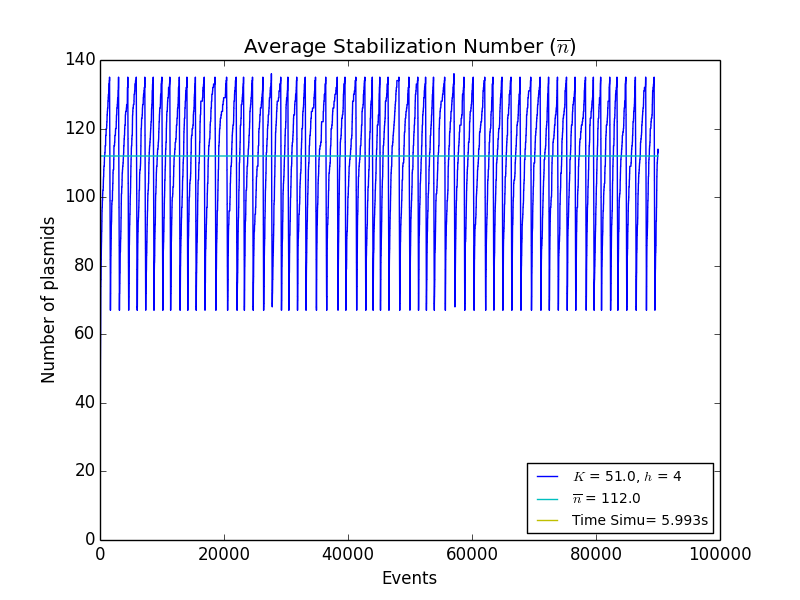 Average Stabilization Number (n̅)
140
120
100
80
60
40
20
0
Number of plasmids
K = 51.0, h = 4
n̅ = 112.0
Time Simu= 5.993s
0 20000 40000 60000 80000 100000
Events